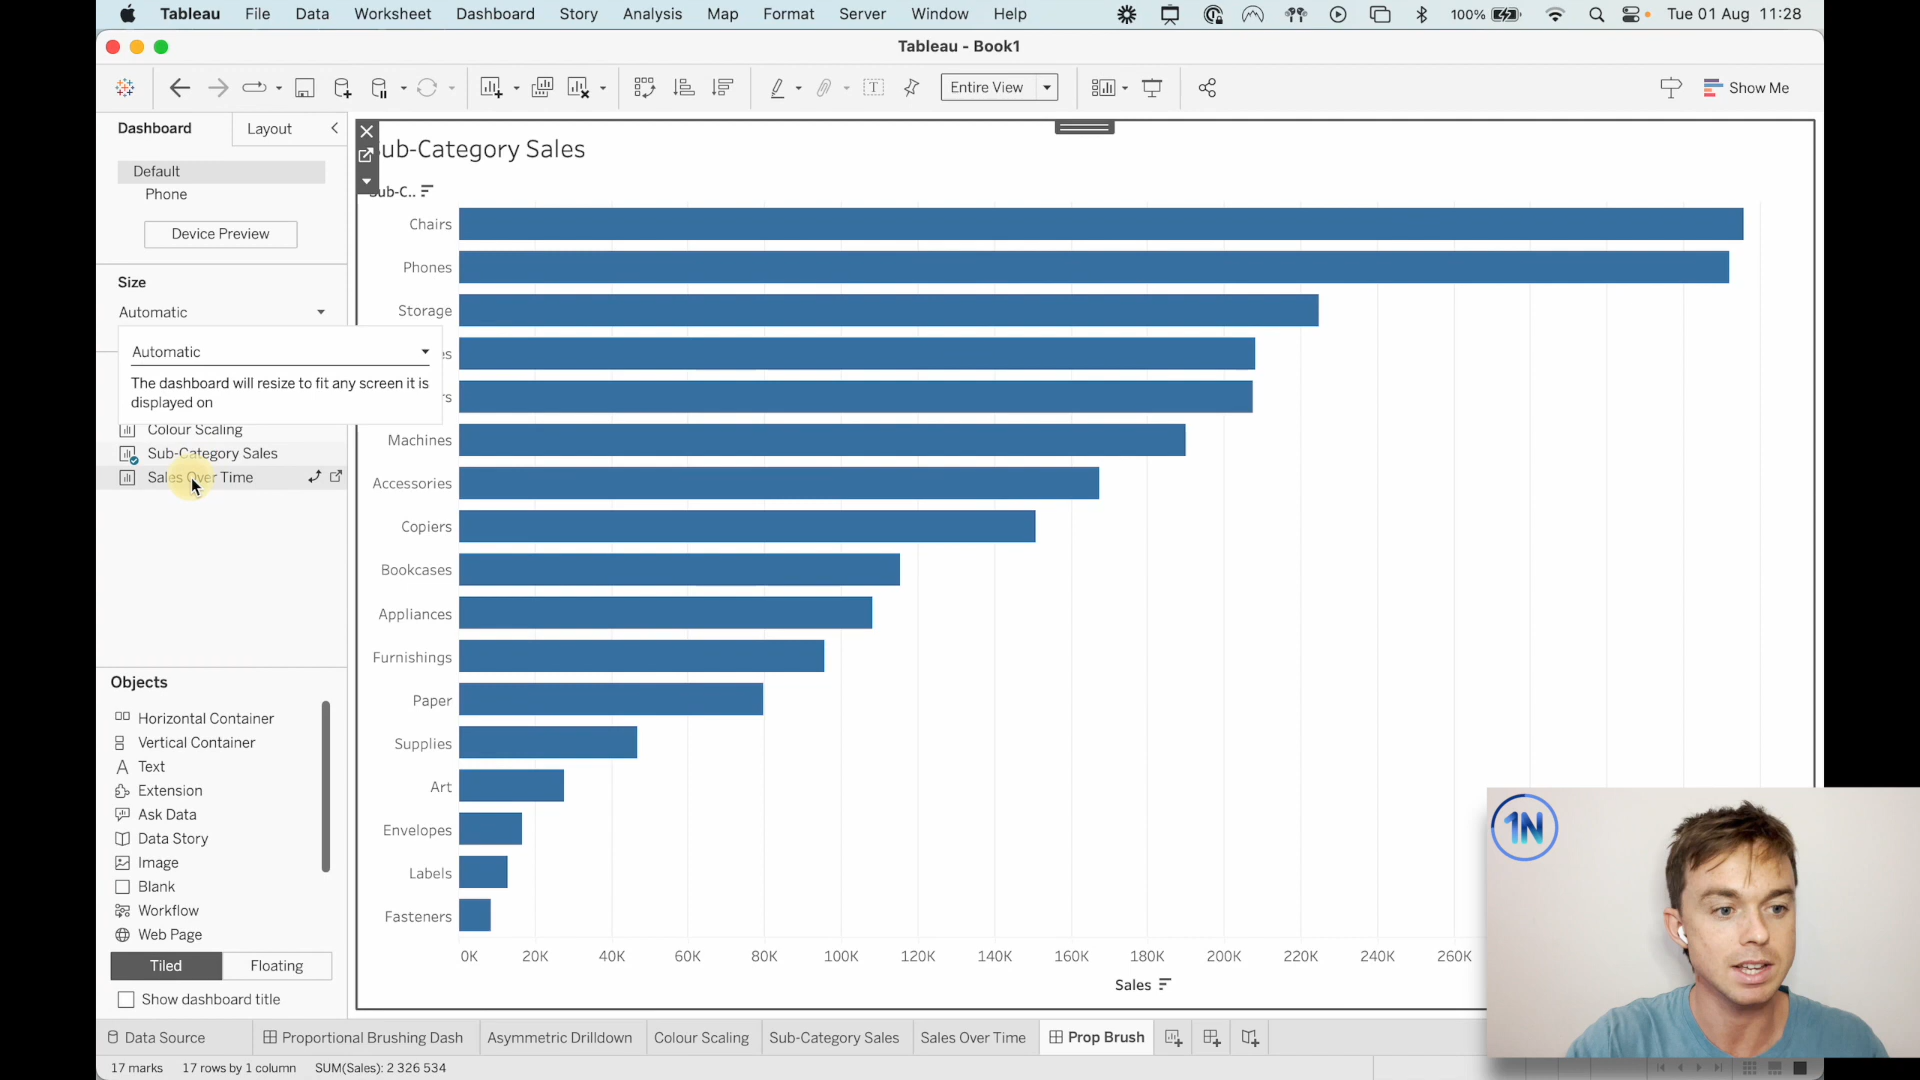 Tableau File Data Worksheet Dashboard Story Analysis Map Format Server Window Help 100% Tue 01 Aug 11:28
Tableau - Book1
Entire View Show Me
Dashboard Layout
Default
Phone
Device Preview
Size
Automatic
Automatic
The dashboard will resize to fit any screen it is
displayed on
Colour Scaling
Sub-Category Sales
Sales Over Time
Objects
Horizontal Container
Vertical Container
Text
Extension
Ask Data
Data Story
Image
Blank
Workflow
Web Page
Tiled Floating
Show dashboard title
ub-Category Sales
Sub-C..
Chairs
Phones
Storage
Machines
Accessories
Copiers
Bookcases
Appliances
Furnishings
Paper
Supplies
Art
Envelopes
Labels
Fasteners
0K 20K 40K 60K 80K 100K 120K 140K 160K 180K 200K 220K 240K 260K
Sales
1N
Data Source Proportional Brushing Dash Asymmetric Drilldown Colour Scaling Sub-Category Sales Sales Over Time Prop Brush
17 marks 17 rows by 1 column SUM(Sales): 2 326 534